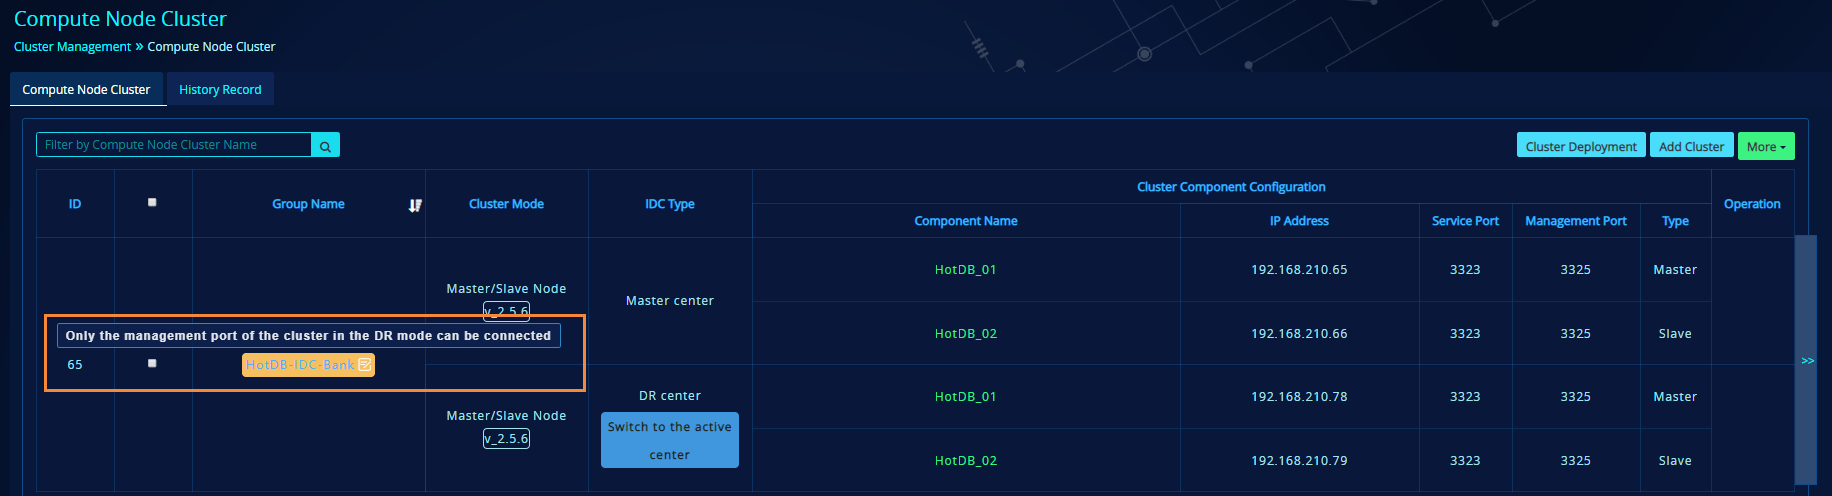 Compute Node Cluster
Cluster Management » Compute Node Cluster
Compute Node Cluster
History Record
Filter by Compute Node Cluster Name
Cluster Deployment
Add Cluster
More
ID
Group Name
Cluster Mode
IDC Type
Cluster Component Configuration
Operation
Component Name
IP Address
Service Port
Management Port
Type
65
Only the management port of the cluster in the DR mode can be connected
HotDB-IDC-Bank
Master/Slave Node
v_2.5.6
Master center
HotDB_01
192.168.210.65
3323
3325
Master
HotDB_02
192.168.210.66
3323
3325
Slave
Master/Slave Node
v_2.5.6
DR center
Switch to the active
center
HotDB_01
192.168.210.78
3323
3325
Master
HotDB_02
192.168.210.79
3323
3325
Slave
>>